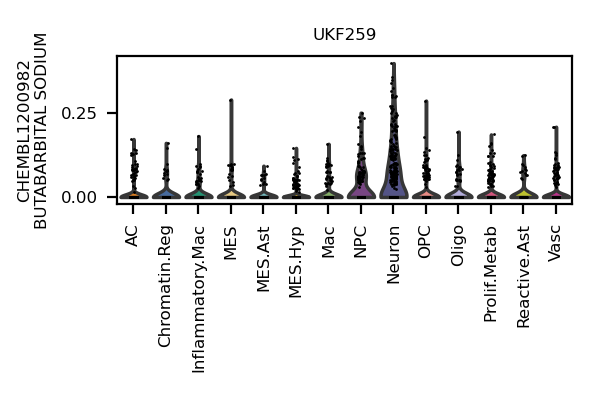 UKF259
CHEMBL1200982
BUTABARBITAL SODIUM
0.25
0.00
AC
Chromatin.Reg
Inflammatory.Mac
MES
MES.Ast
MES.Hyp
Mac
NPC
Neuron
OPC
Oligo
Prolif.Metab
Reactive.Ast
Vasc